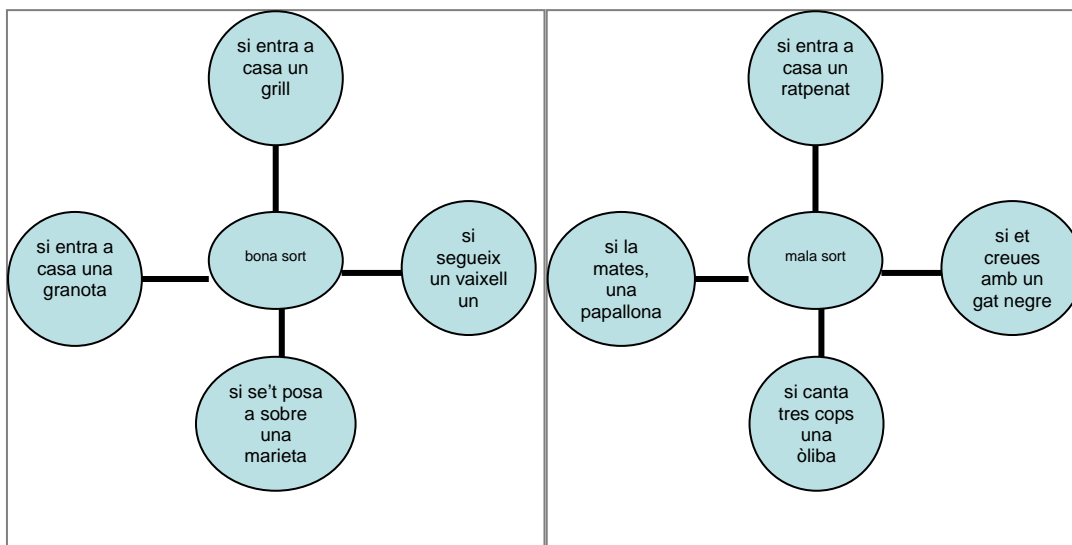 si entra a
casa un
grill
si entra a
casa una
granota
bona sort
si
segueix
un vaixell
un
si se't posa
a sobre
una
marieta
si entra a
casa un
ratpenat
si la
mates,
una
papallona
mala sort
si et
creues
amb un
gat negre
si canta
tres cops
una
òliba